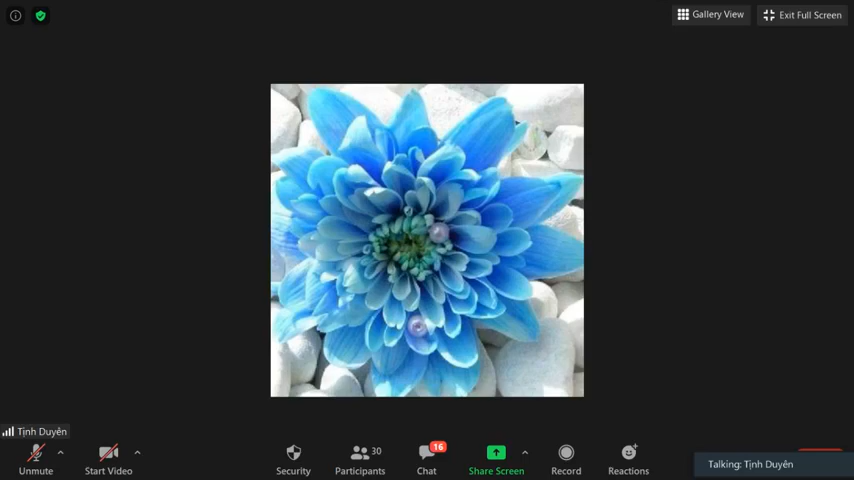 Gallery View
Exit Full Screen
Tịnh Duyên
Unmute
Start Video
Security
30
Participants
16
Chat
Share Screen
Record
Reactions
Talking: Tịnh Duyên